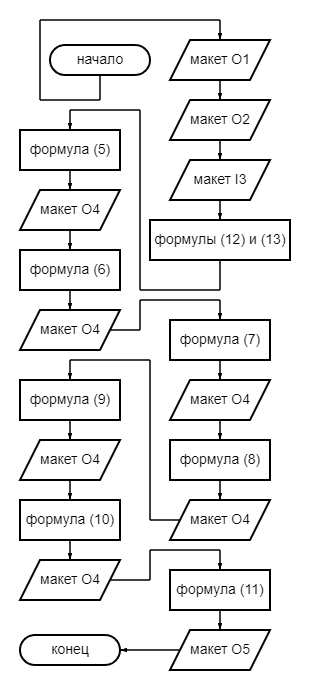 начало
макет O1
макет O2
макет I3
формулы (12) и (13)
формула (5)
макет O4
формула (6)
макет O4
формула (7)
макет O4
формула (8)
макет O4
формула (9)
макет O4
формула (10)
макет O4
формула (11)
макет O5
конец